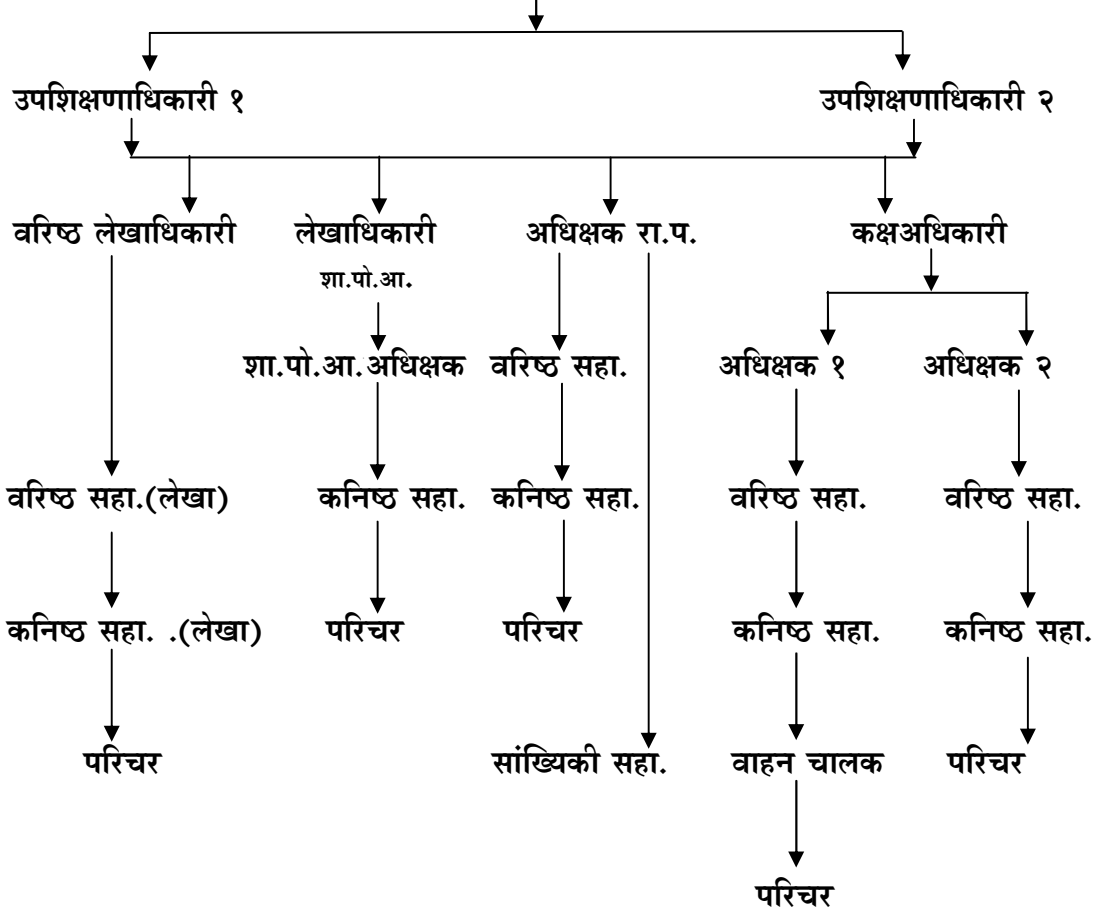 उपशिक्षणाधिकारी १ उपशिक्षणाधिकारी २
वरिष्ठ लेखाधिकारी लेखाधिकारी अधिक्षक रा.प. कक्षअधिकारी
शा.पो.आ.
शा.पो.आ.अधिक्षक वरिष्ठ सहा. अधिक्षक १ अधिक्षक २
वरिष्ठ सहा.(लेखा) कनिष्ठ सहा. कनिष्ठ सहा. वरिष्ठ सहा. वरिष्ठ सहा.
कनिष्ठ सहा. .(लेखा) परिचर परिचर कनिष्ठ सहा. कनिष्ठ सहा.
परिचर सांख्यिकी सहा. वाहन चालक परिचर
परिचर